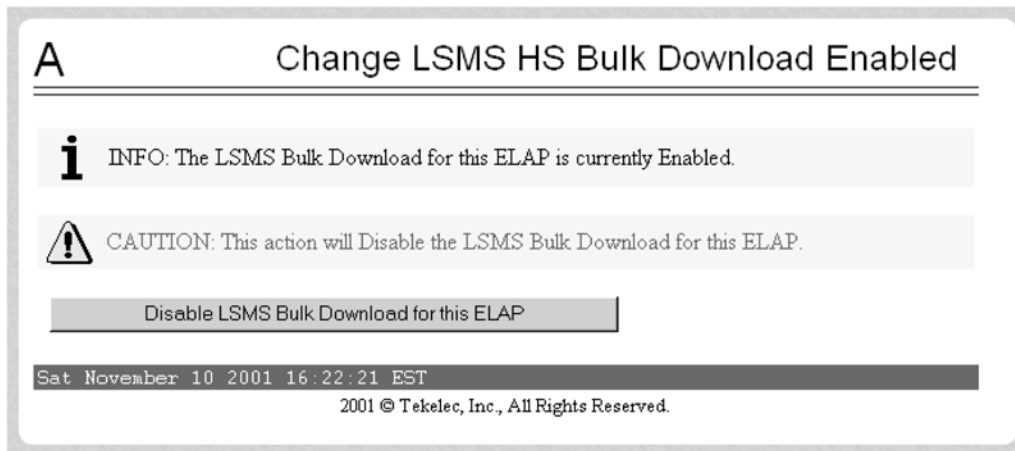 A
Change LSMS HS Bulk Download Enabled
INFO: The LSMS Bulk Download for this ELAP is currently Enabled.
CAUTION: This action will Disable the LSMS Bulk Download for this ELAP.
Disable LSMS Bulk Download for this ELAP
Sat November 10 2001 16:22:21 EST
2001 © Tekelec, Inc., All Rights Reserved.